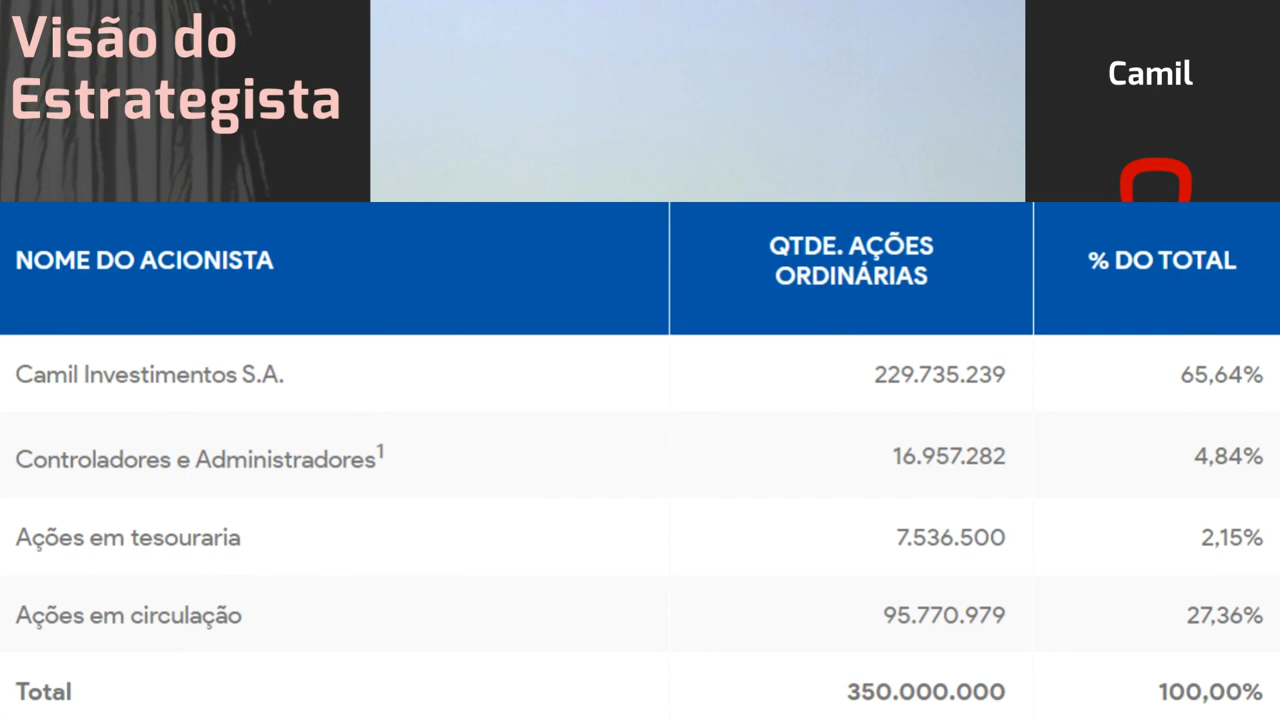 Visão do
Estrategista
Camil
NOME DO ACIONISTA QTDE. AÇÕES ORDINÁRIAS % DO TOTAL
Camil Investimentos S.A. 229.735.239 65,64%
Controladores e Administradores¹ 16.957.282 4,84%
Ações em tesouraria 7.536.500 2,15%
Ações em circulação 95.770.979 27,36%
Total 350.000.000 100,00%